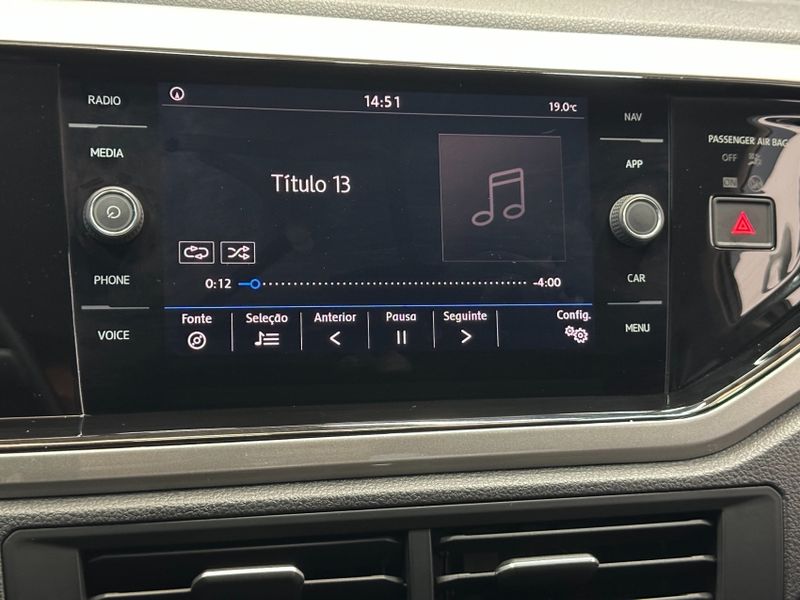 RADIO
MEDIA
PHONE
VOICE
14:51
19.0°C
Título 13
0:12
-4:00
Fonte
Seleção
Anterior
Pausa
Seguinte
Config.
NAV
APP
CAR
MENU
PASSENGER AIR BAG
OFF
ON